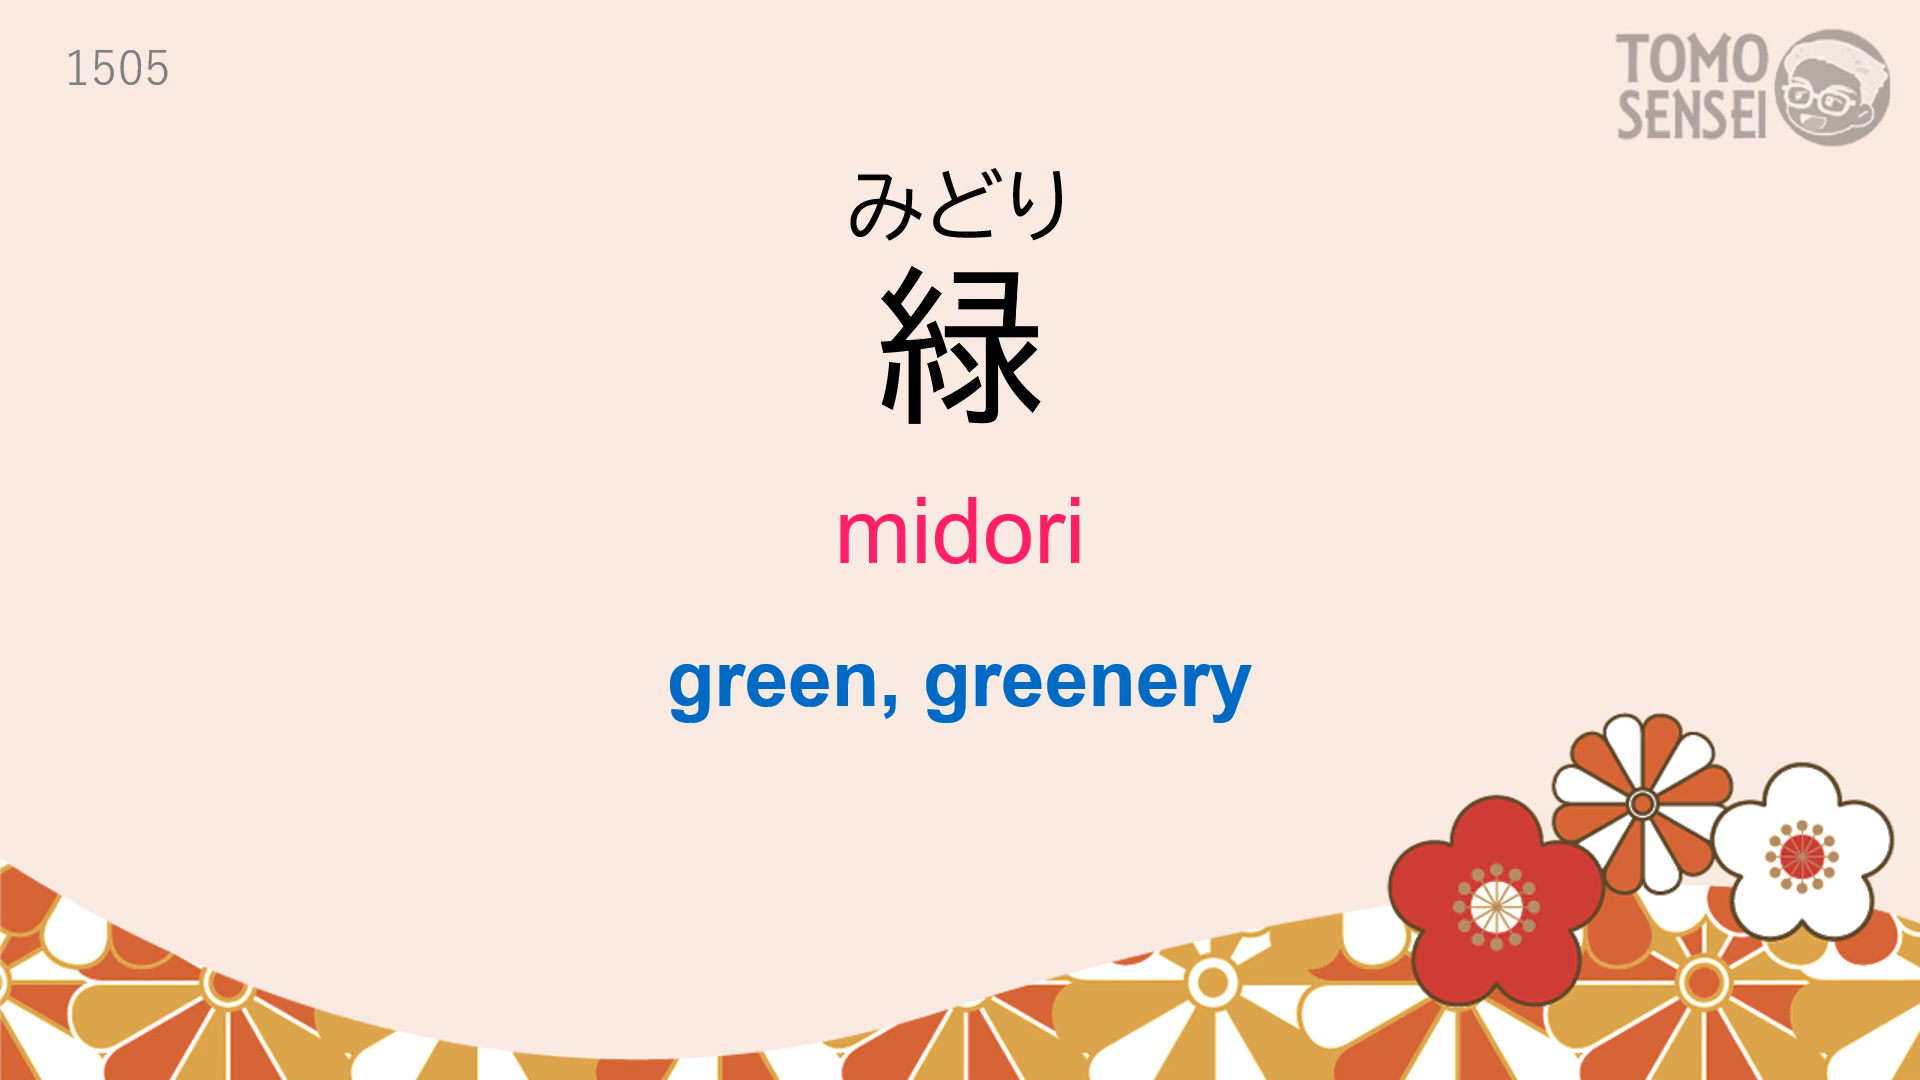 1505
TOMO
SENSEI
みどり
緑
midori
green, greenery